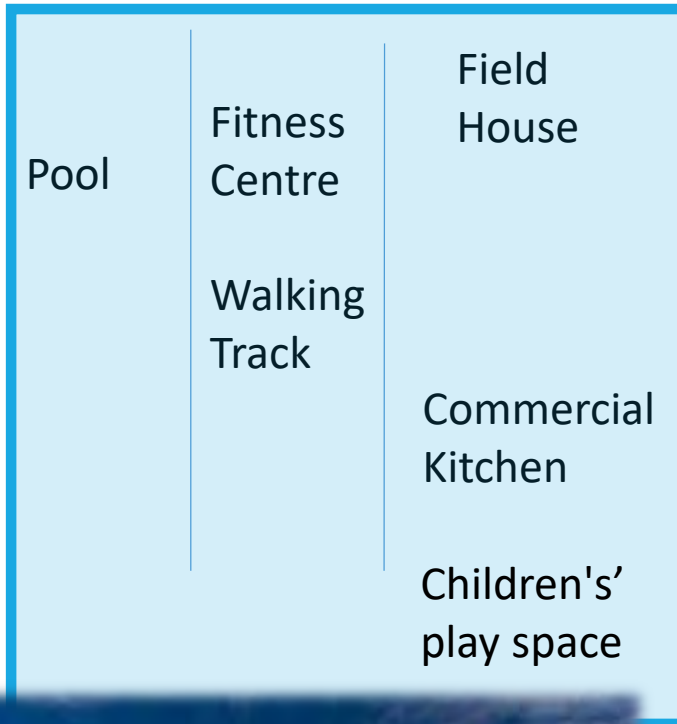 Pool
Fitness
Centre
Walking
Track
Field
House
Commercial
Kitchen
Children's’
play space